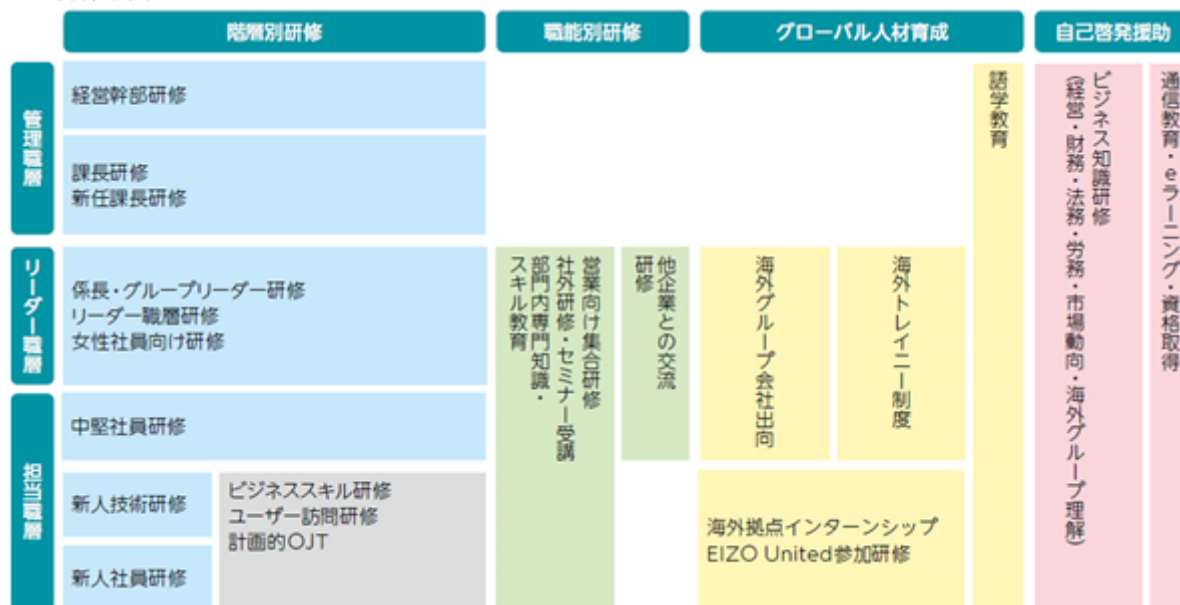 階層別研修
職能別研修
グローバル人材育成
自己啓発援助
管理職層
経営幹部研修
課長研修
新任課長研修
語学教育
ビジネス知識研修
(経営・財務・法務・労務・市場動向・海外グループ理解)
通信教育・eラーニング・資格取得
リーダー職層
係長・グループリーダー研修
リーダー職層研修
女性社員向け研修
営業向け集合研修
社外研修・セミナー受講
部門内専門知識・
スキル教育
他企業との交流
研修
海外グループ会社出向
海外トレイニー制度
担当職層
中堅社員研修
新人技術研修
新人社員研修
ビジネススキル研修
ユーザー訪問研修
計画的OJT
海外拠点インターンシップ
EIZO United参加研修